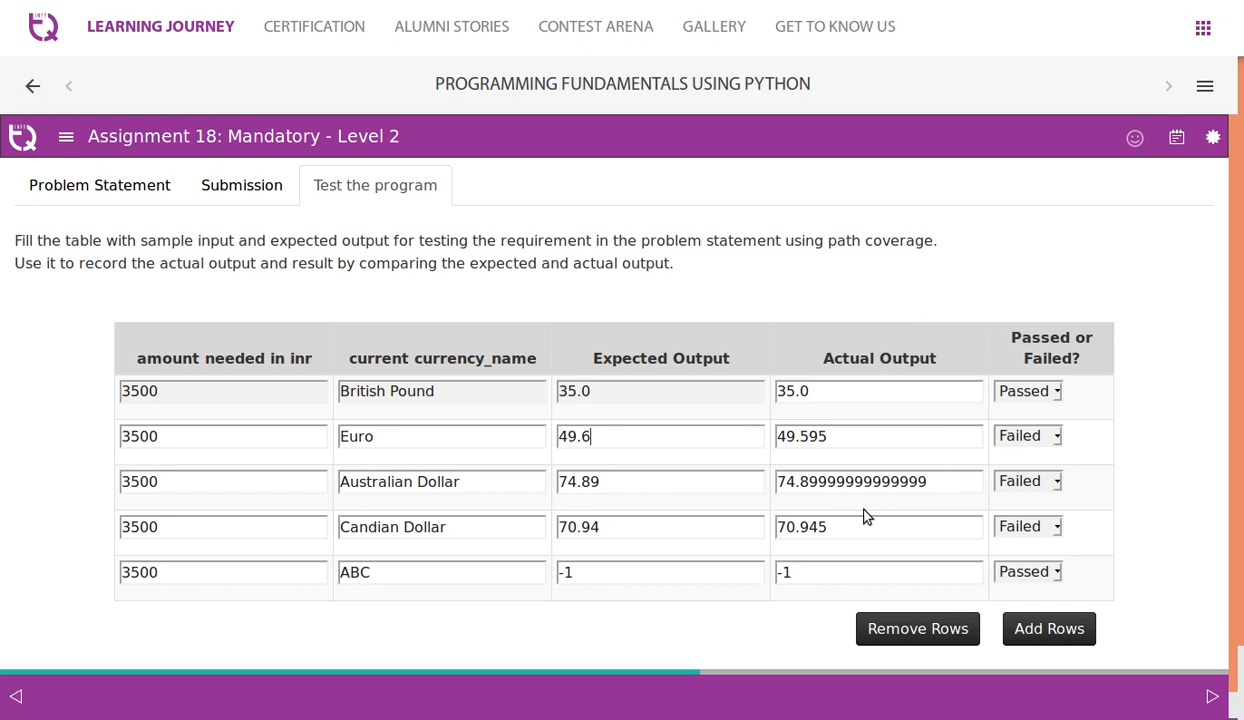 LEARNING JOURNEY CERTIFICATION ALUMNI STORIES CONTEST ARENA GALLERY GET TO KNOW US
PROGRAMMING FUNDAMENTALS USING PYTHON
Assignment 18: Mandatory - Level 2
Problem Statement Submission Test the program
Fill the table with sample input and expected output for testing the requirement in the problem statement using path coverage.
Use it to record the actual output and result by comparing the expected and actual output.
amount needed in inr current currency_name Expected Output Actual Output Passed or Failed?
3500 British Pound 35.0 35.0 Passed
3500 Euro 49.6 49.595 Failed
3500 Australian Dollar 74.89 74.89999999999999 Failed
3500 Candian Dollar 70.94 70.945 Failed
3500 ABC -1 -1 Passed
Remove Rows Add Rows